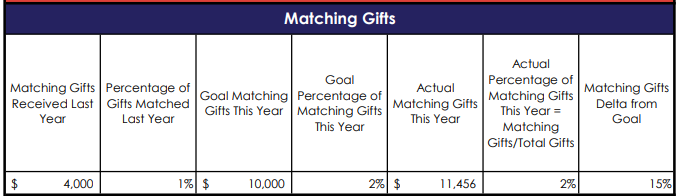 Matching Gifts
Matching Gifts
Received Last
Year
Percentage of
Gifts Matched
Last Year
Goal Matching
Gifts This Year
Goal
Percentage of
Matching Gifts
This Year
Actual
Matching Gifts
This Year
Actual
Percentage of
Matching Gifts
This Year =
Matching
Gifts/Total Gifts
Matching Gifts
Delta from
Goal
$ 4,000 1% $ 10,000 2% $ 11,456 2% 15%